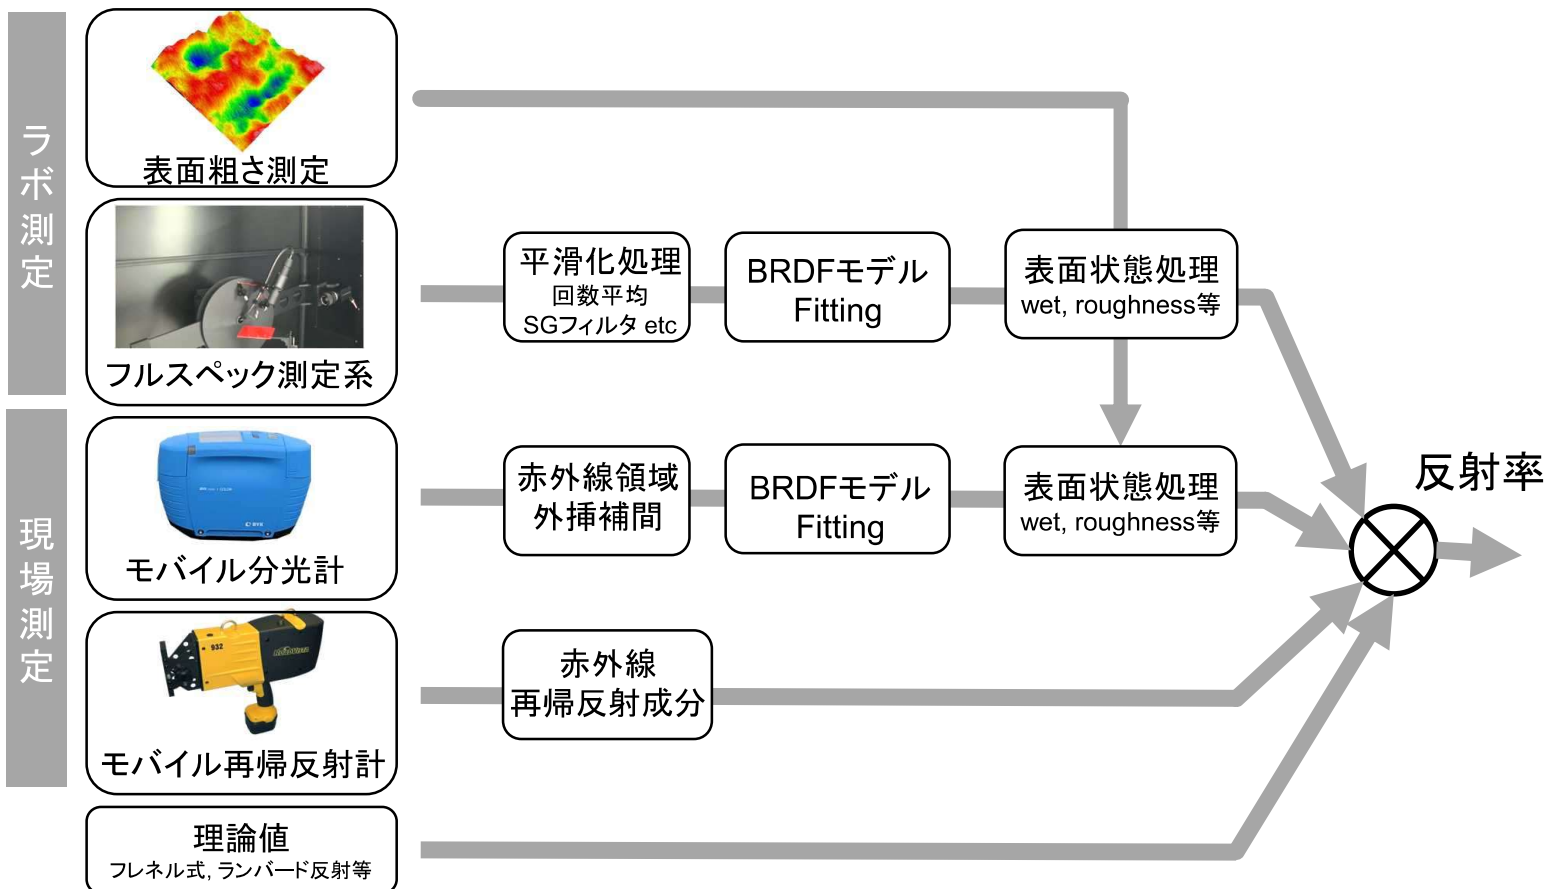 ラボ測定
表面粗さ測定
フルスペック測定系
平滑化処理
回数平均
SGフィルタ etc
BRDFモデル
Fitting
表面状態処理
wet, roughness等
現場測定
モバイル分光計
赤外線領域
外挿補間
BRDFモデル
Fitting
表面状態処理
wet, roughness等
反射率
932
モバイル再帰反射計
赤外線
再帰反射成分
理論値
フレネル式, ランバード反射等